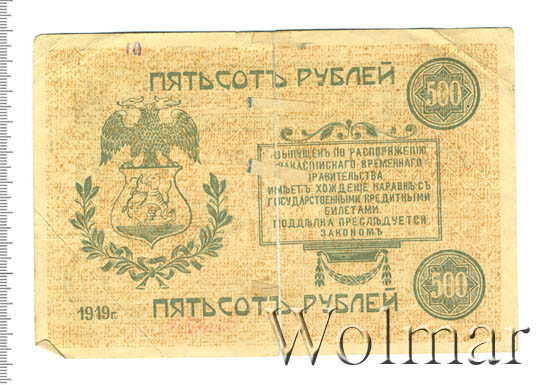 10
ПЯТЬСОТЪ РУБЛЕЙ
500
ВЫПУЩЕНЪ ПО РАСПОРЯЖЕНІЮ
ЗАКАСПІЙСКАГО ВРЕМЕННАГО
ПРАВИТЕЛЬСТВА,
ИМѢЕТЪ ХОЖДЕНІЕ НАРАВНѢ СЪ
ГОСУДАРСТВЕННЫМИ КРЕДИТНЫМИ
БИЛЕТАМИ.
ПОДДѢЛКА ПРЕСЛѢДУЕТСЯ
ЗАКОНОМЪ
500
1919г.
ПЯТЬСОТЪ РУБЛЕЙ
Wolmar